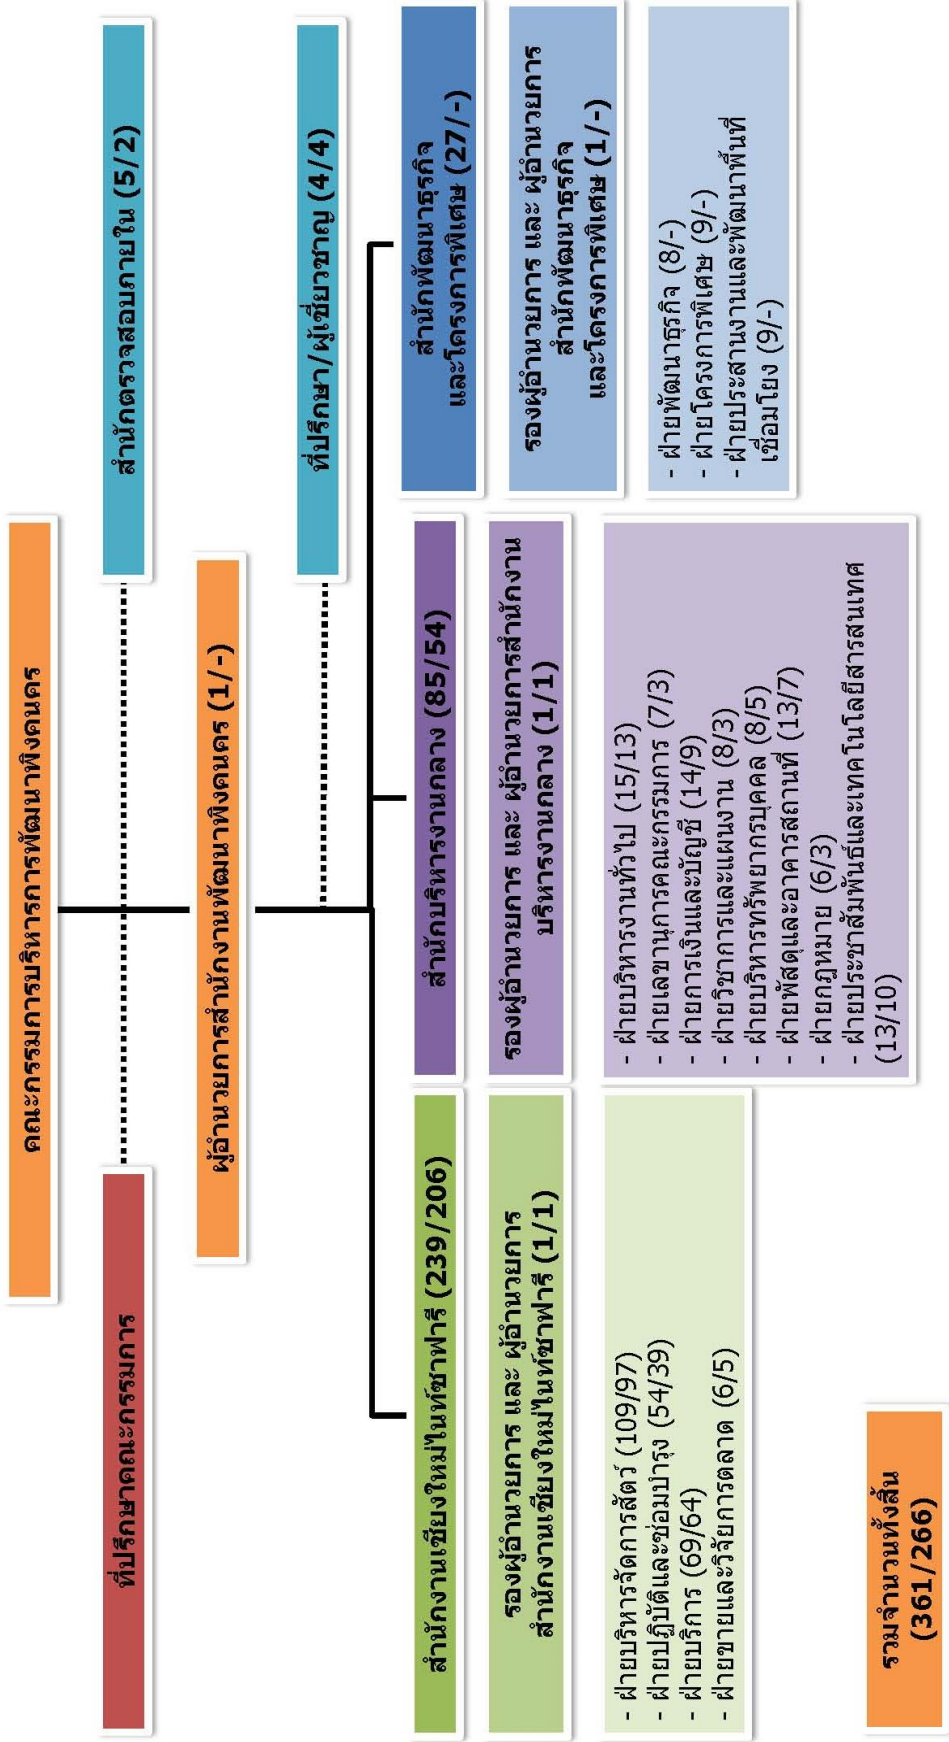 คณะกรรมการบริหารการพัฒนาพิงคนคร
ที่ปรึกษาคณะกรรมการ
สำนักตรวจสอบภายใน (5/2)
ผู้อำนวยการสำนักงานพัฒนาพิงคนคร (1/-)
ที่ปรึกษา/ผู้เชี่ยวชาญ (4/4)
สำนักงานเชียงใหม่ไนท์ซาฟารี (239/206)
รองผู้อำนวยการ และ ผู้อำนวยการ
สำนักงานเชียงใหม่ไนท์ซาฟารี (1/1)
- ฝ่ายบริหารจัดการสัตว์ (109/97)
- ฝ่ายปฏิบัติและซ่อมบำรุง (54/39)
- ฝ่ายบริการ (69/64)
- ฝ่ายขายและวิจัยการตลาด (6/5)
สำนักบริหารงานกลาง (85/54)
รองผู้อำนวยการ และ ผู้อำนวยการสำนักงาน
บริหารงานกลาง (1/1)
- ฝ่ายบริหารงานทั่วไป (15/13)
- ฝ่ายเลขานุการคณะกรรมการ (7/3)
- ฝ่ายการเงินและบัญชี (14/9)
- ฝ่ายวิชาการและแผนงาน (8/3)
- ฝ่ายบริหารทรัพยากรบุคคล (8/5)
- ฝ่ายพัสดุและอาคารสถานที่ (13/7)
- ฝ่ายกฎหมาย (6/3)
- ฝ่ายประชาสัมพันธ์และเทคโนโลยีสารสนเทศ
(13/10)
สำนักพัฒนาธุรกิจ
และโครงการพิเศษ (27/-)
รองผู้อำนวยการ และ ผู้อำนวยการ
สำนักพัฒนาธุรกิจ
และโครงการพิเศษ (1/-)
- ฝ่ายพัฒนาธุรกิจ (8/-)
- ฝ่ายโครงการพิเศษ (9/-)
- ฝ่ายประสานงานและพัฒนาพื้นที่
เชื่อมโยง (9/-)
รวมจำนวนทั้งสิ้น
(361/266)